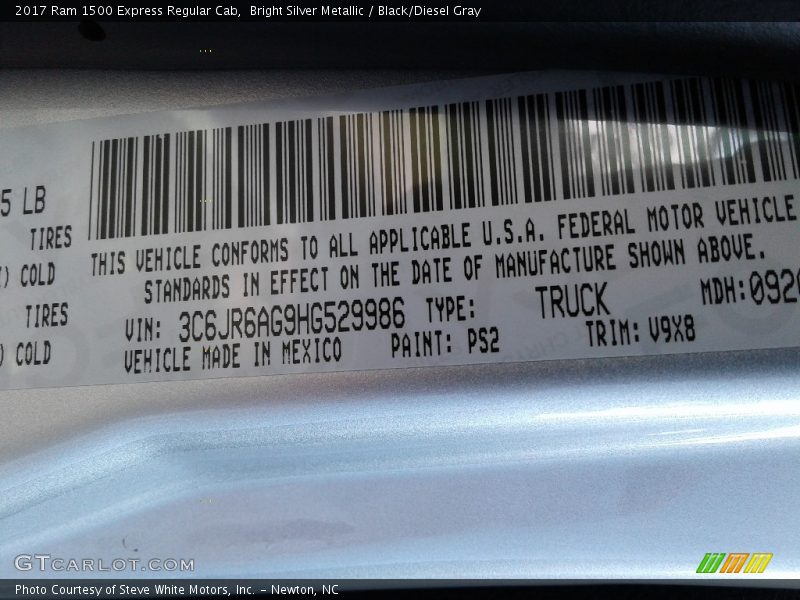 2017 Ram 1500 Express Regular Cab,  Bright Silver Metallic / Black/Diesel Gray
5 LB
TIRES
) COLD
TIRES
) COLD
THIS VEHICLE CONFORMS TO ALL APPLICABLE U.S.A. FEDERAL MOTOR VEHICLE
STANDARDS IN EFFECT ON THE DATE OF MANUFACTURE SHOWN ABOVE.
VIN: 3C6JR6AG9HG529986 TYPE: TRUCK MDH:092
VEHICLE MADE IN MEXICO PAINT: PS2 TRIM: V9X8
GTCARLOT.COM
Photo Courtesy of Steve White Motors, Inc. – Newton, NC